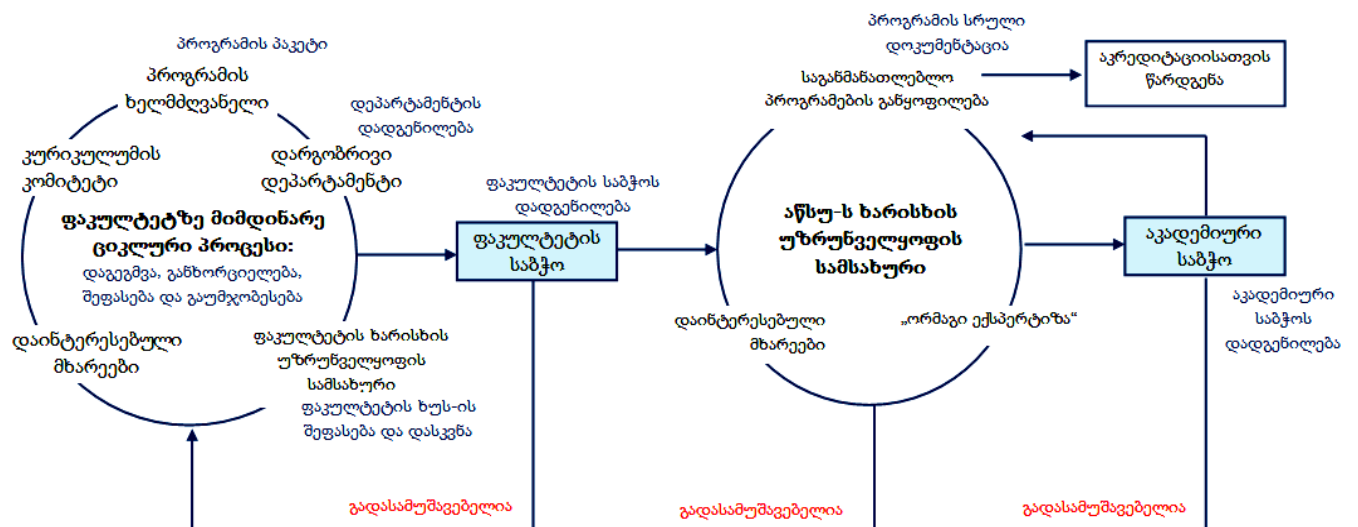 პროგრამის პაკეტი
პროგრამის
ხელმძღვანელი
დეპარტამენტის
დადგენილება
კურიკულუმის
კომიტეტი
დარგობრივი
დეპარტამენტი
ფაკულტეტზე მიმდინარე
ციკლური პროცესი:
დაგეგმვა, განხორციელება,
შეფასება და გაუმჯობესება
დაინტერესებული
მხარეები
ფაკულტეტის ხარისხის
უზრუნველყოფის
სამსახური
ფაკულტეტის ხუს-ის
შეფასება და დასკვნა
ფაკულტეტის საბჭოს
დადგენილება
ფაკულტეტის
საბჭო
გადასამუშავებელია
პროგრამის სრული
დოკუმენტაცია
საგანმანათლებლო
პროგრამების განყოფილება
აკრედიტაციისათვის
წარდგენა
აწსუ-ს ხარისხის
უზრუნველყოფის
სამსახური
დაინტერესებული
მხარეები
„ორმაგი ექსპერტიზა“
გადასამუშავებელია
აკადემიური
საბჭო
აკადემიური
საბჭოს
დადგენილება
გადასამუშავებელია